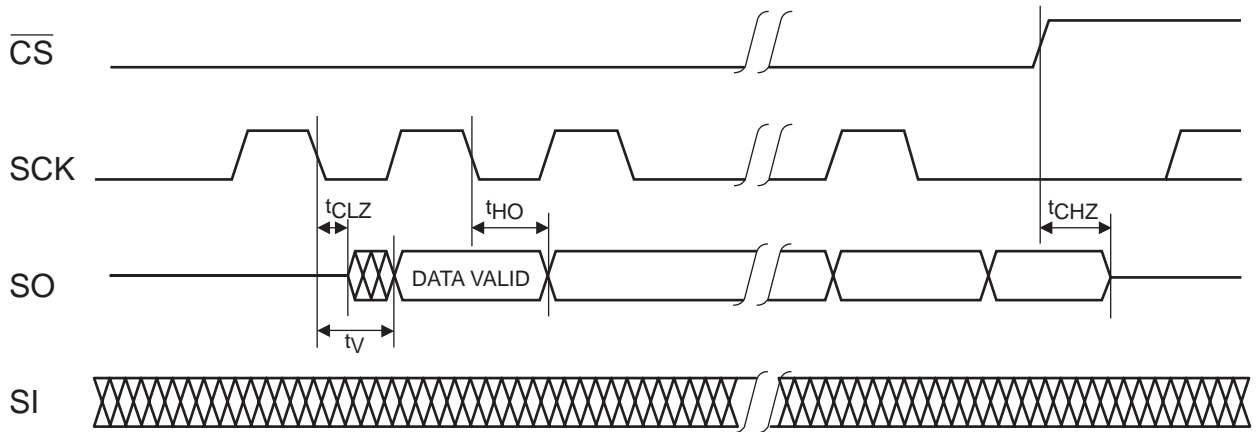 CS
SCK
tCLZ
tHO
tCHZ
SO
DATA VALID
tV
SI